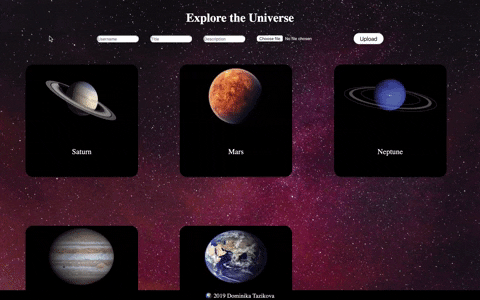 Explore the Universe
Username Title Description Choose file No file chosen Upload
Saturn Mars Neptune
2019 Dominika Tazikova